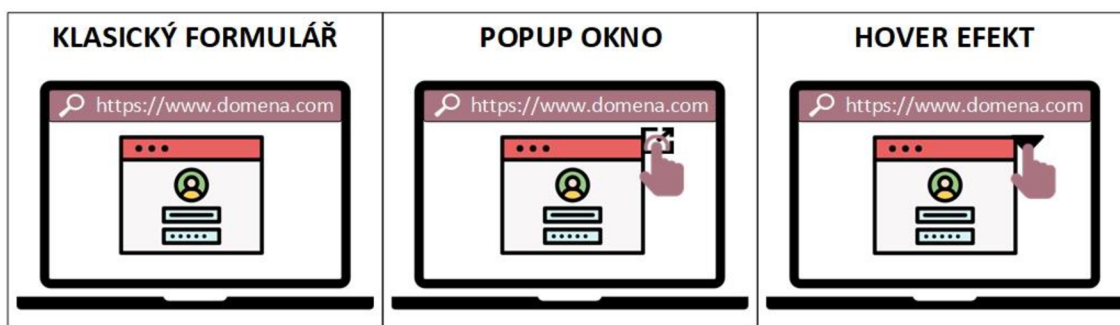 KLASICKÝ FORMULÁŘ
https://www.domena.com
POPUP OKNO
https://www.domena.com
HOVER EFEKT
https://www.domena.com